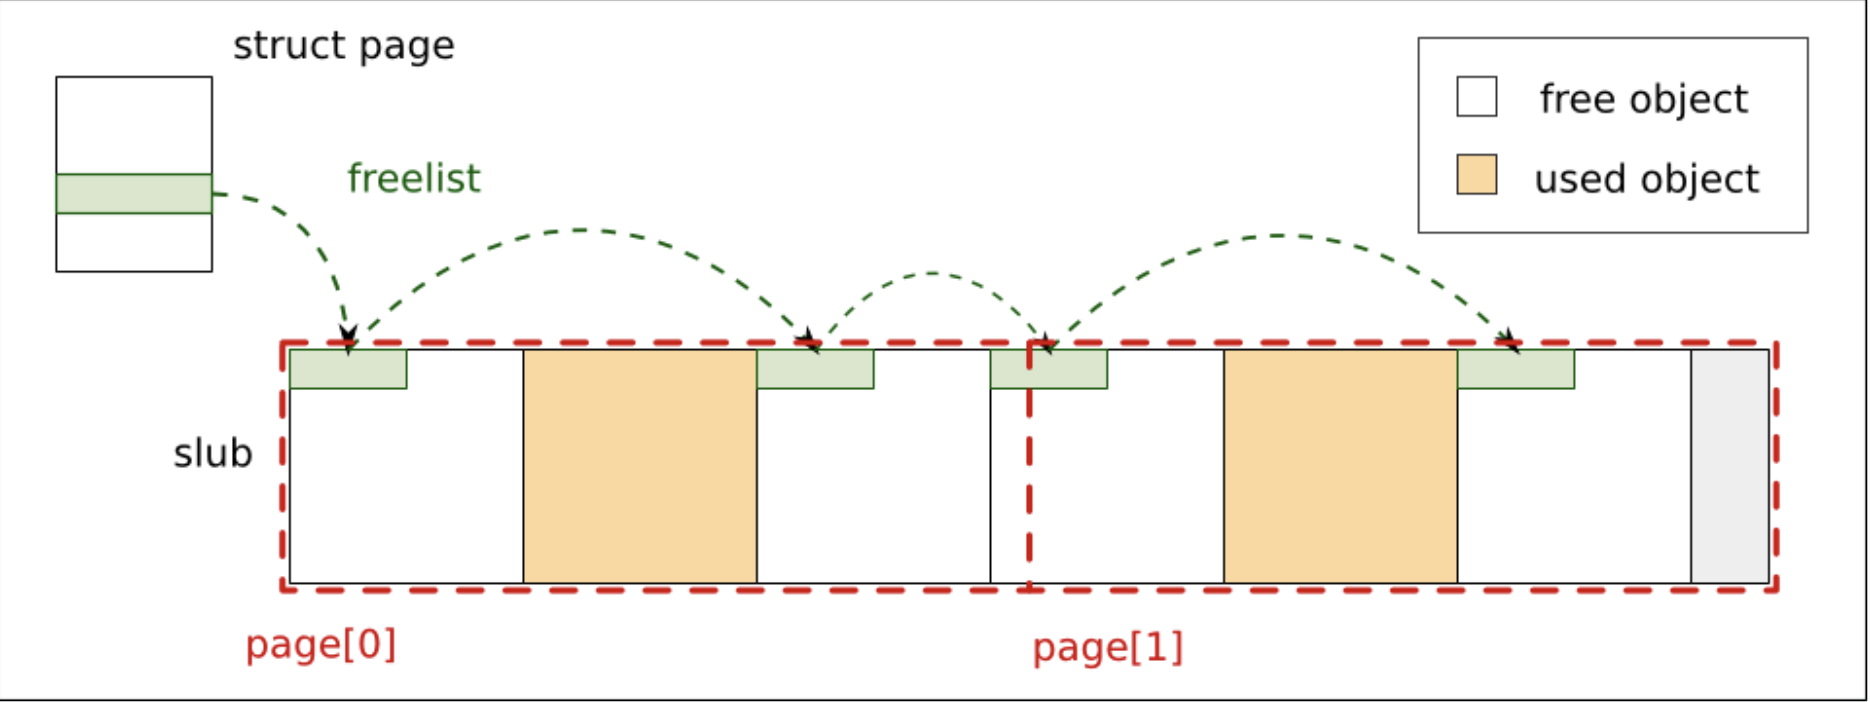 struct page
free object
used object
freelist
slub
page[0]
page[1]